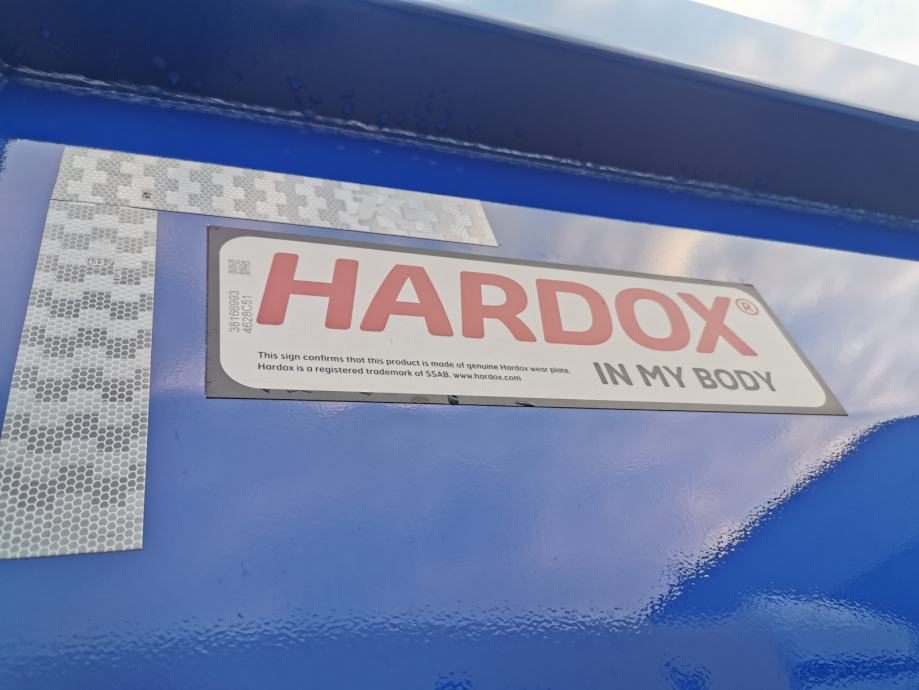 HARDOX®
38166993
4628C51
This sign confirms that this product is made of genuine Hardox wear plate.
Hardox is a registered trademark of SSAB. www.hardox.com
IN MY BODY